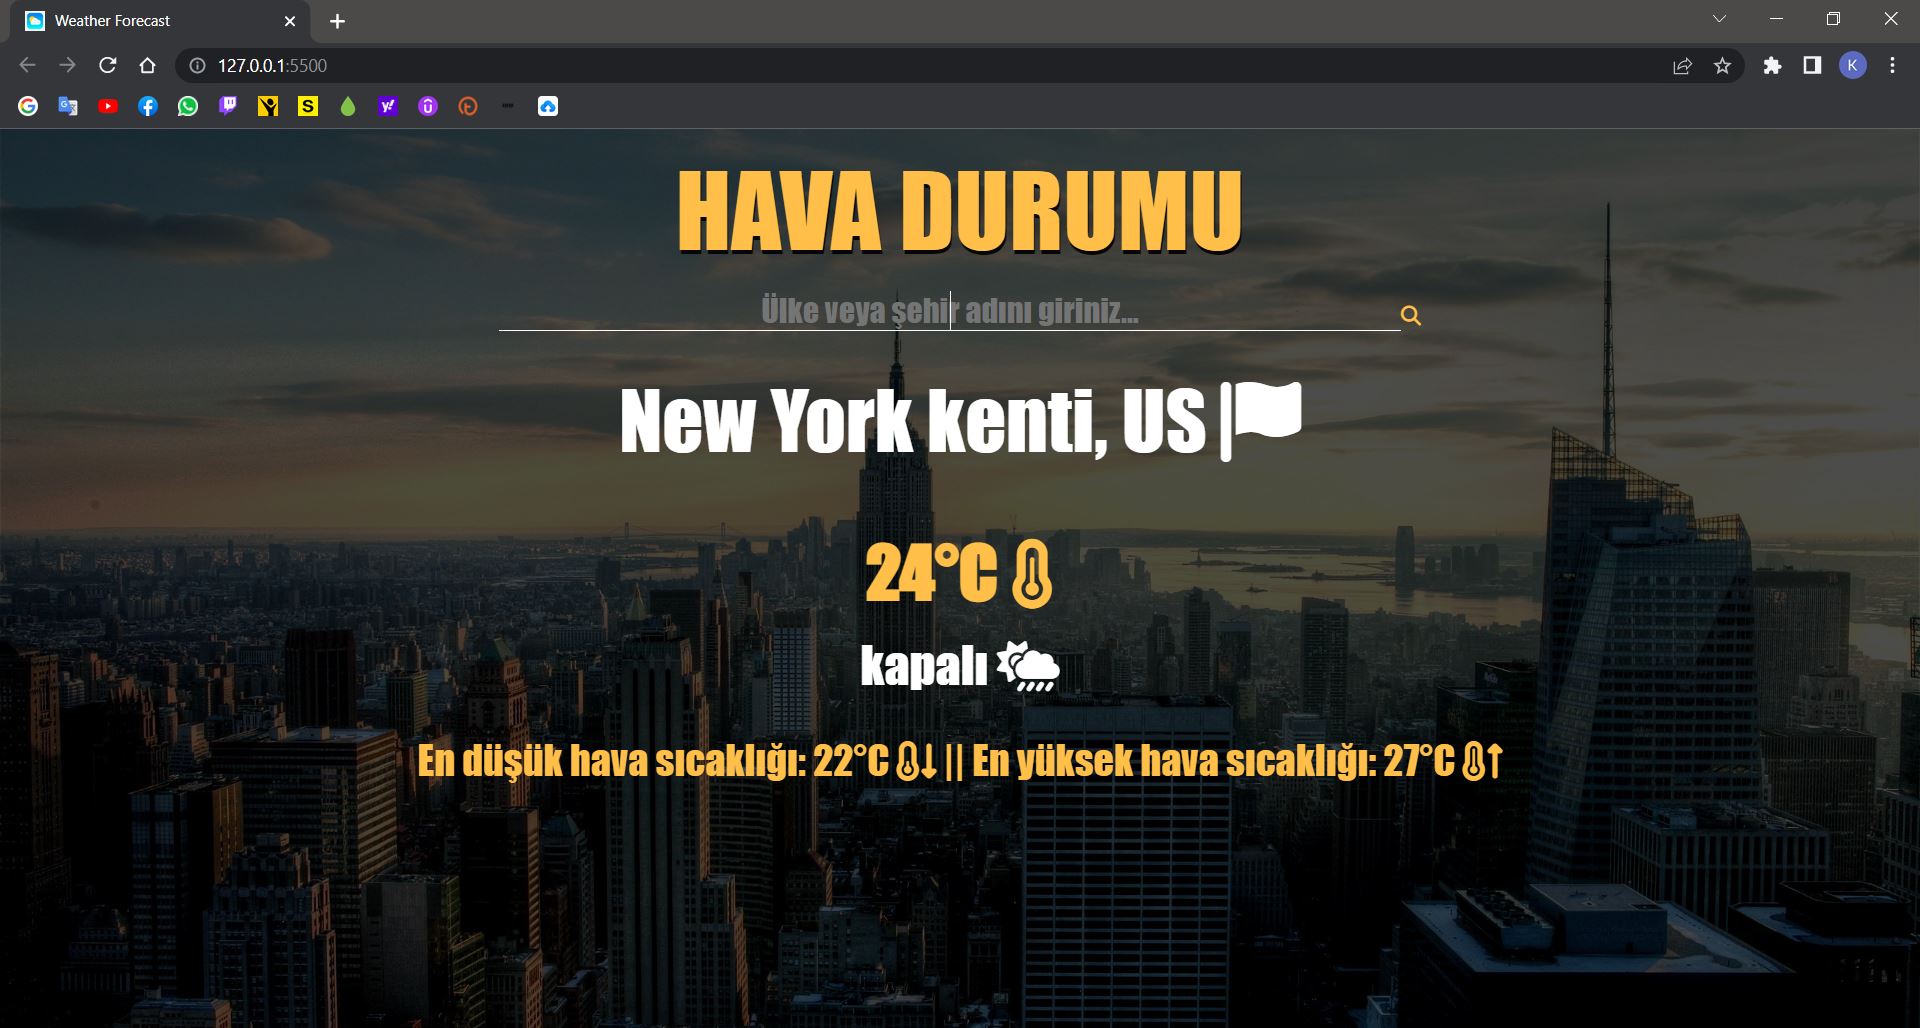 Weather Forecast
127.0.0.1:5500
K
HAVA DURUMU
Ülke veya şehir adını giriniz...
New York kenti, US
24°C
kapalı
En düşük hava sıcaklığı: 22°C || En yüksek hava sıcaklığı: 27°C